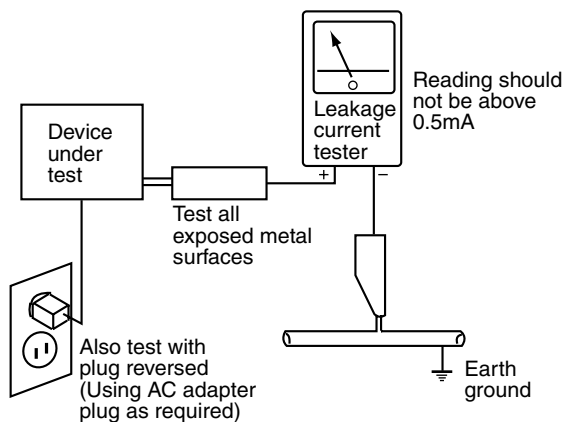 Device
under
test
Leakage
current
tester
+
−
Reading should
not be above
0.5mA
Test all
exposed metal
surfaces
Also test with
plug reversed
(Using AC adapter
plug as required)
Earth
ground